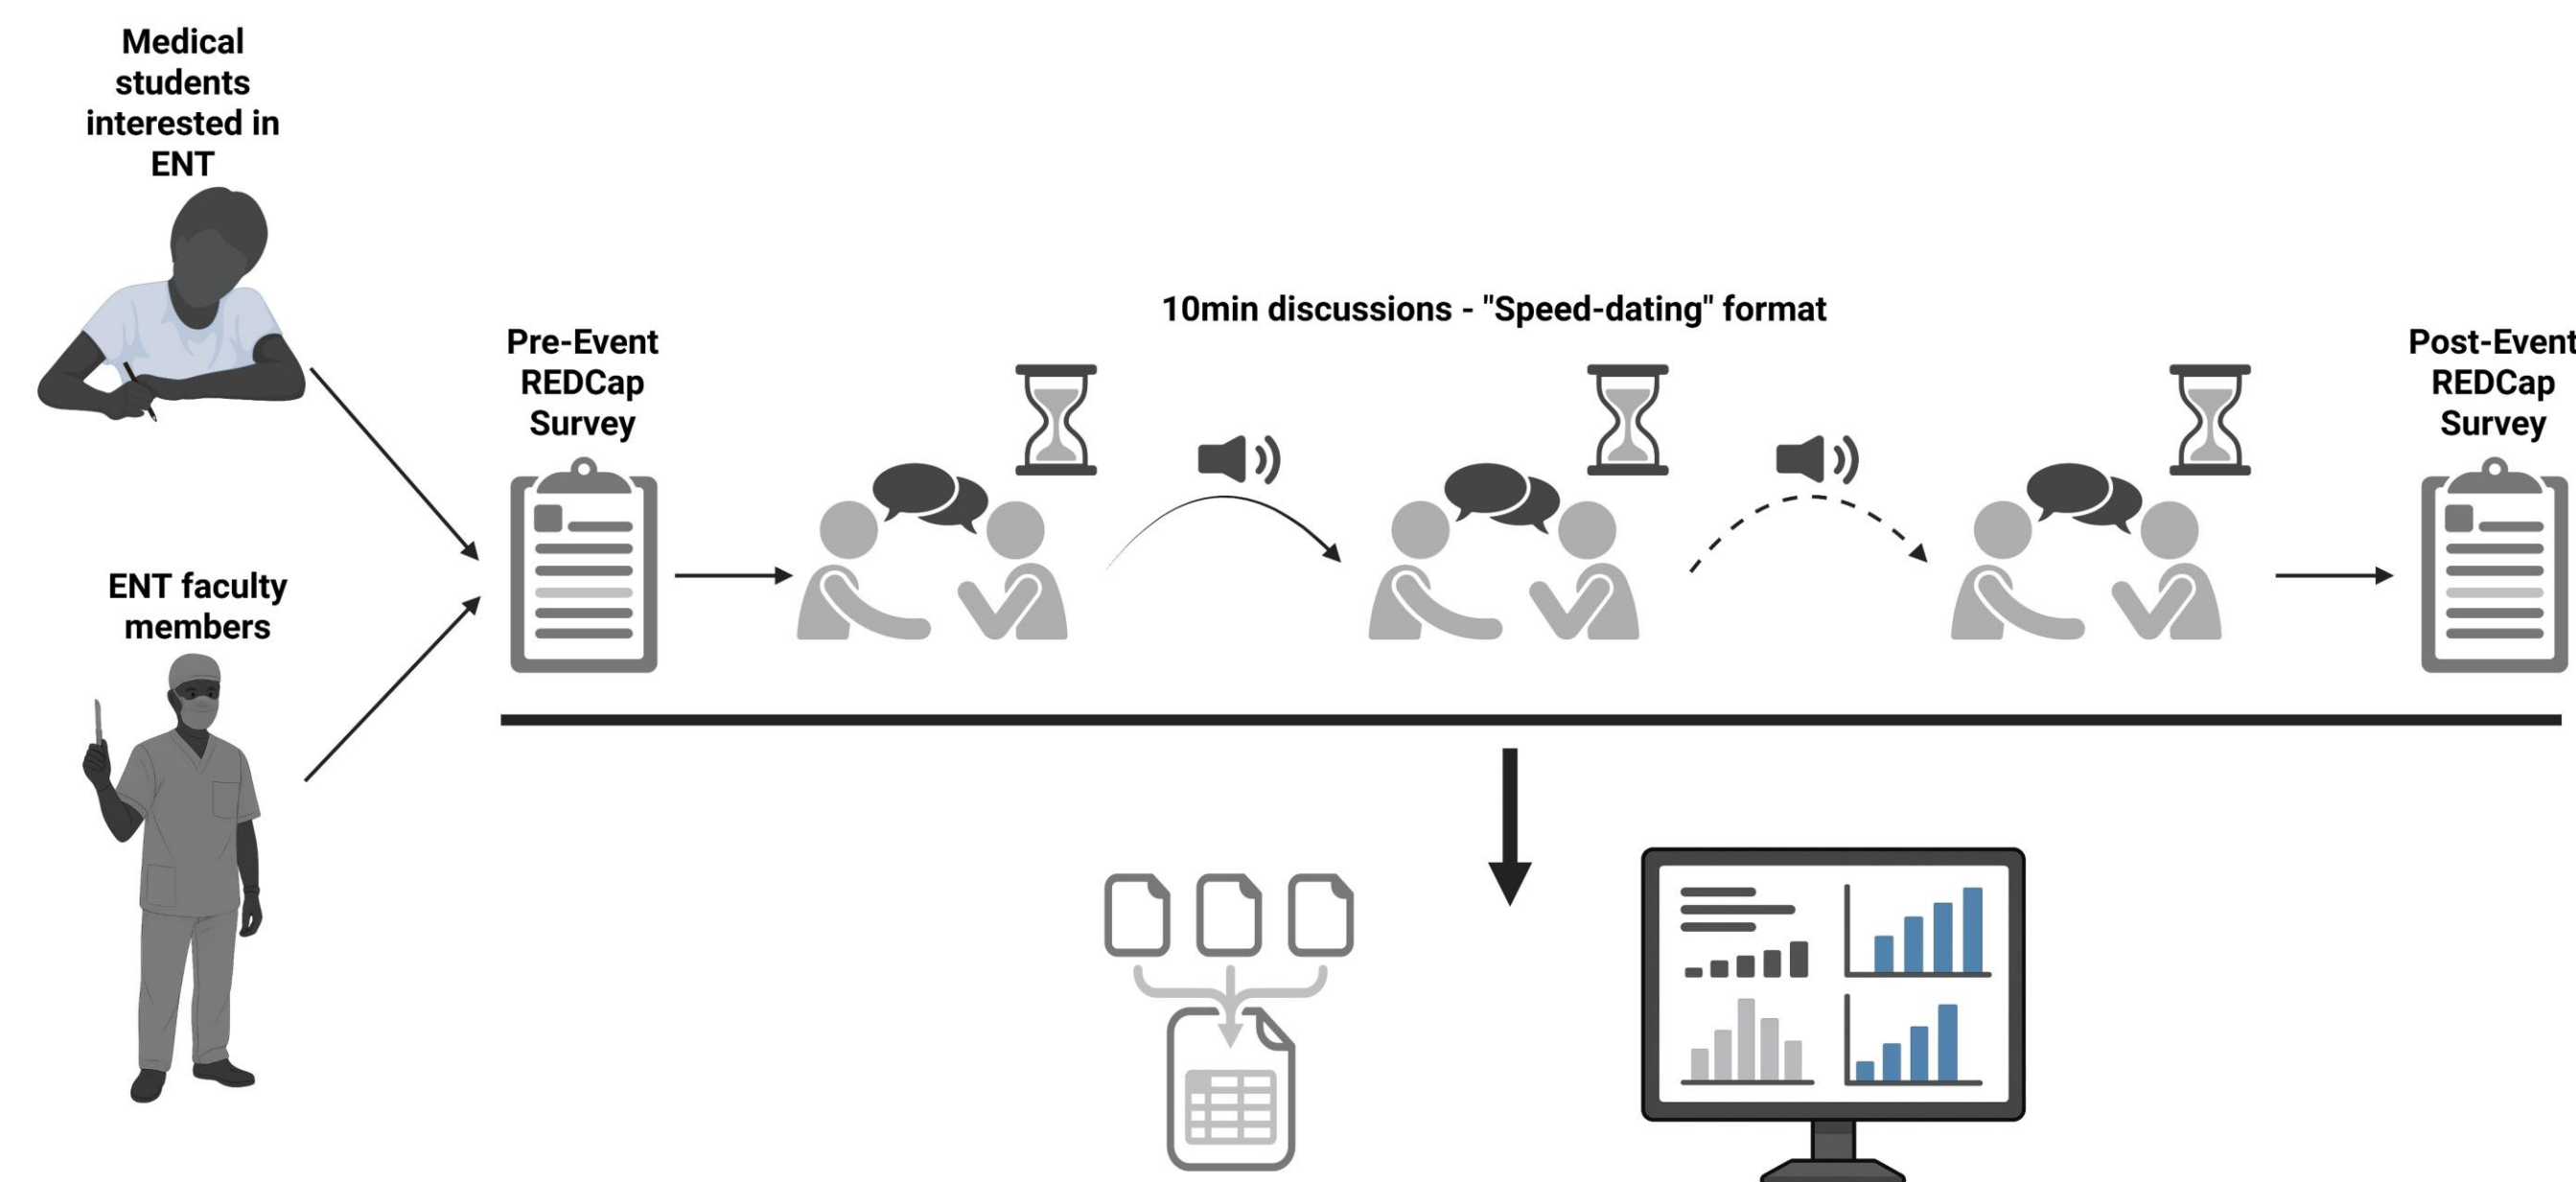 Medical
students
interested in
ENT
10min discussions - "Speed-dating" format
Pre-Event
REDCap
Survey
Post-Event
REDCap
Survey
ENT faculty
members